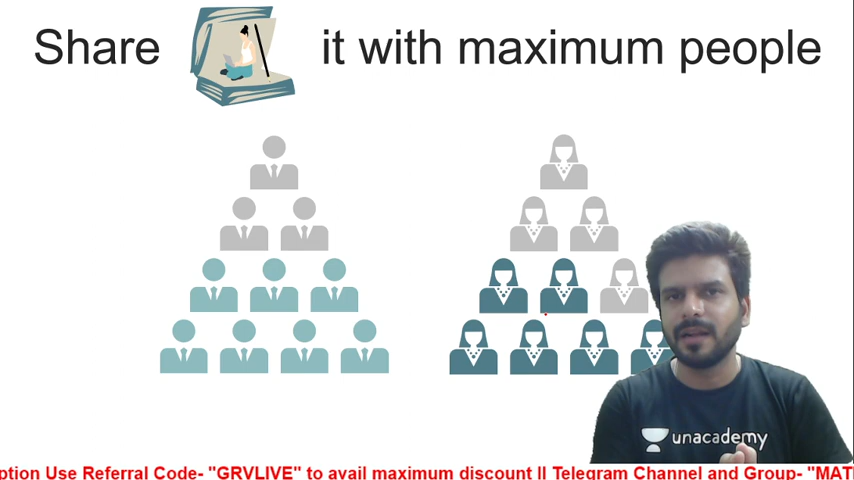 Share it with maximum people
unacademy
ption Use Referral Code- "GRVLIVE" to avail maximum discount II Telegram Channel and Group- "MAT